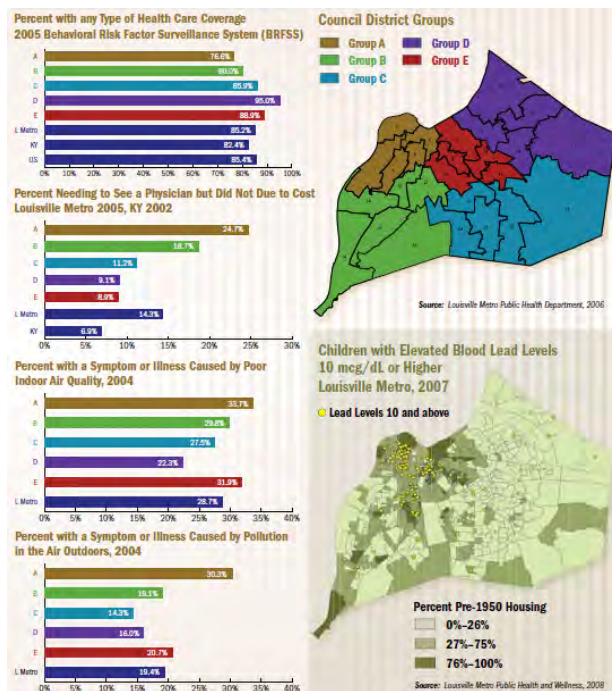 Percent with any Type of Health Care Coverage
2005 Behavioral Risk Factor Surveillance System (BRFSS)
A 76.6%
B 80.0%
C 85.9%
D 95.0%
E 88.9%
L Metro 85.2%
KY 82.4%
US 85.4%
0% 10% 20% 30% 40% 50% 60% 70% 80% 90% 100%
Percent Needing to See a Physician but Did Not Due to Cost
Louisville Metro 2005, KY 2002
A 24.7%
B 18.7%
C 11.2%
D 9.1%
E 8.9%
L Metro 14.3%
KY 6.9%
0% 5% 10% 15% 20% 25% 30%
Percent with a Symptom or Illness Caused by Poor
Indoor Air Quality, 2004
A 33.7%
B 29.8%
C 27.5%
D 22.3%
E 31.9%
L Metro 28.7%
0% 5% 10% 15% 20% 25% 30% 35% 40%
Percent with a Symptom or Illness Caused by Pollution
in the Air Outdoors, 2004
A 30.3%
B 19.1%
C 14.3%
D 16.0%
E 20.7%
L Metro 19.4%
0% 5% 10% 15% 20% 25% 30% 35% 40%
Council District Groups
Group A Group D
Group B Group E
Group C
Source: Louisville Metro Public Health Department, 2006
Children with Elevated Blood Lead Levels
10 mcg/dL or Higher
Louisville Metro, 2007
Lead Levels 10 and above
Percent Pre-1950 Housing
0%–26%
27%–75%
76%–100%
Source: Louisville Metro Public Health and Wellness, 2008